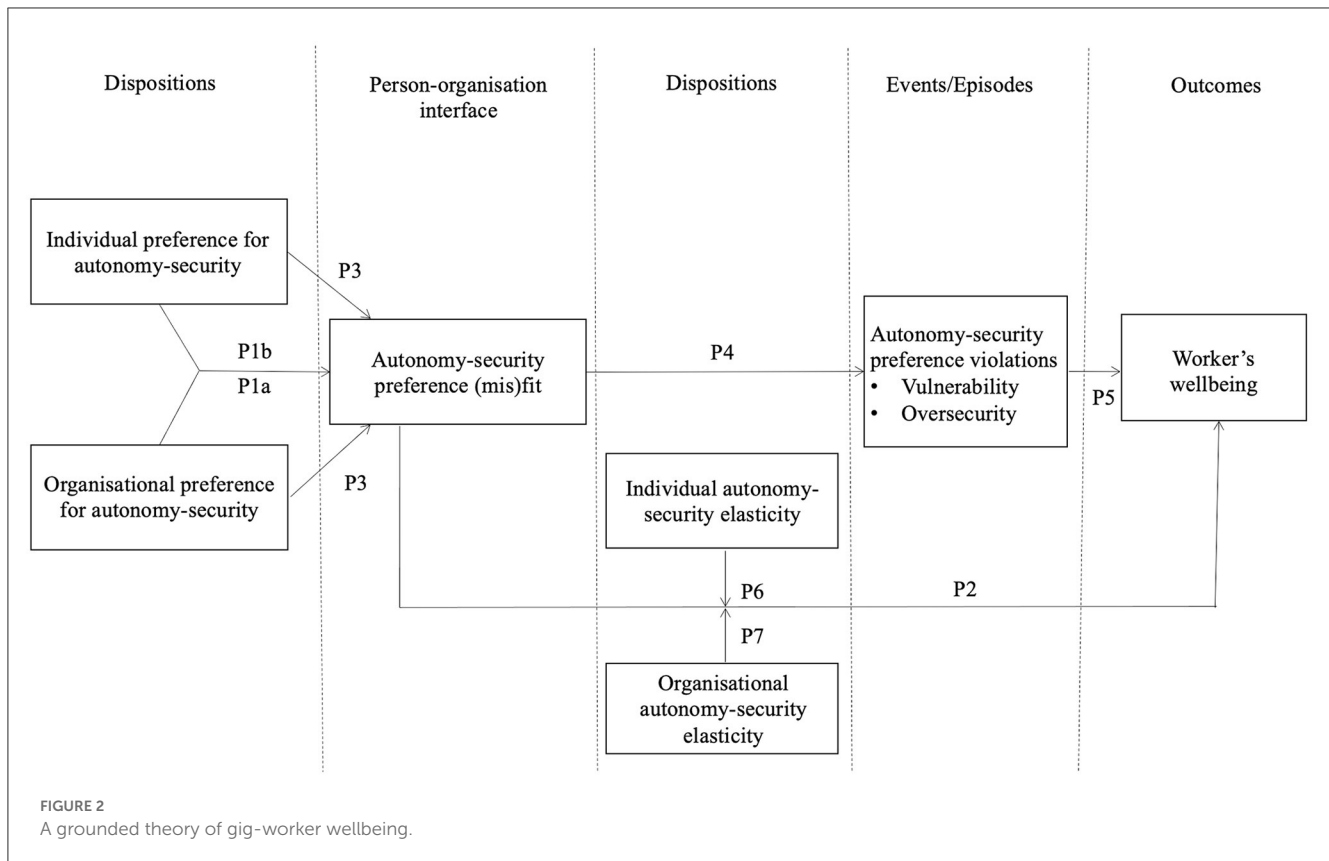 Dispositions
Person-organisation
interface
Dispositions
Events/Episodes
Outcomes
Individual preference for
autonomy-security
P3
P1b
P1a
Organisational preference
for autonomy-security
P3
Autonomy-security
preference (mis)fit
P4
Autonomy-security
preference violations
• Vulnerability
• Oversecurity
P5
Worker's
wellbeing
Individual autonomy-
security elasticity
P6
P2
P7
Organisational
autonomy-security
elasticity
FIGURE 2
A grounded theory of gig-worker wellbeing.